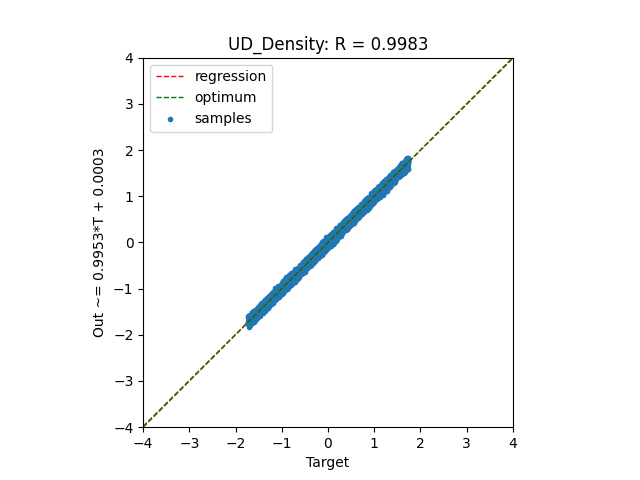 UD_Density: R = 0.9983
regression
optimum
samples
4
3
2
1
0
−1
−2
−3
−4
Out ~= 0.9953*T + 0.0003
−4 −3 −2 −1 0 1 2 3 4
Target